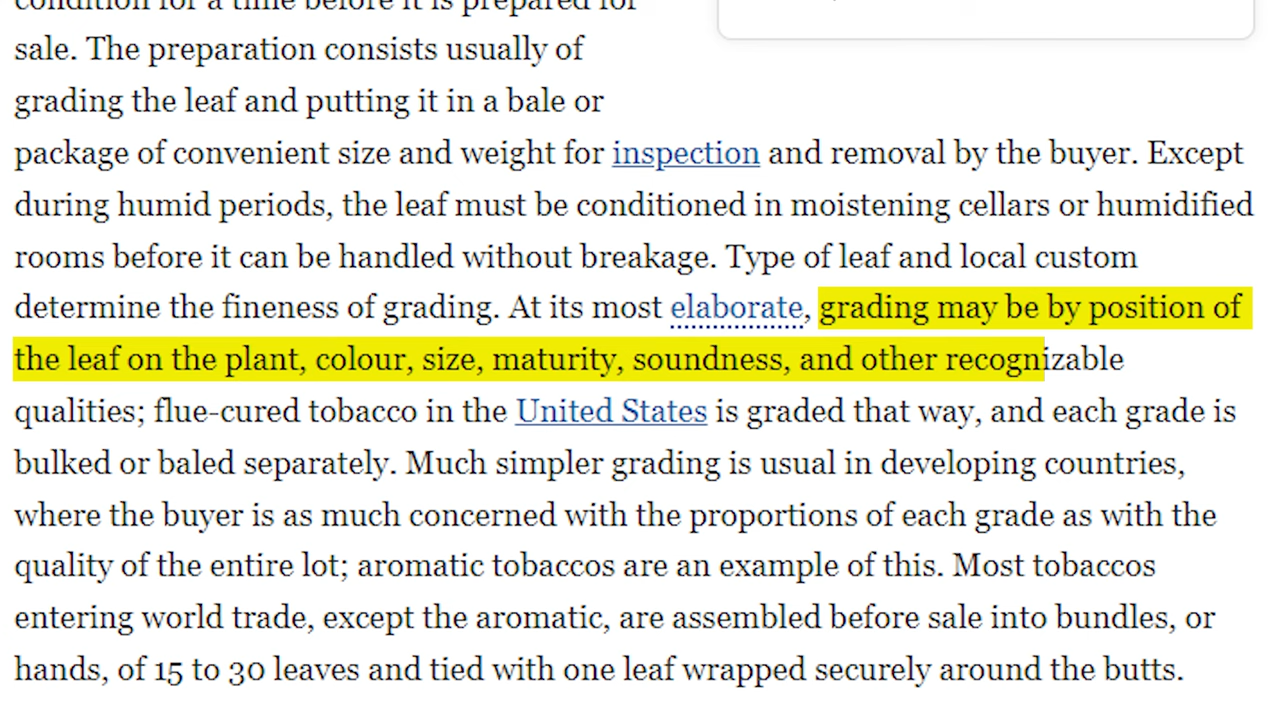 condition for a time before it is prepared for
sale. The preparation consists usually of
grading the leaf and putting it in a bale or
package of convenient size and weight for inspection and removal by the buyer. Except
during humid periods, the leaf must be conditioned in moistening cellars or humidified
rooms before it can be handled without breakage. Type of leaf and local custom
determine the fineness of grading. At its most elaborate, grading may be by position of
the leaf on the plant, colour, size, maturity, soundness, and other recognizable
qualities; flue-cured tobacco in the United States is graded that way, and each grade is
bulked or baled separately. Much simpler grading is usual in developing countries,
where the buyer is as much concerned with the proportions of each grade as with the
quality of the entire lot; aromatic tobaccos are an example of this. Most tobaccos
entering world trade, except the aromatic, are assembled before sale into bundles, or
hands, of 15 to 30 leaves and tied with one leaf wrapped securely around the butts.